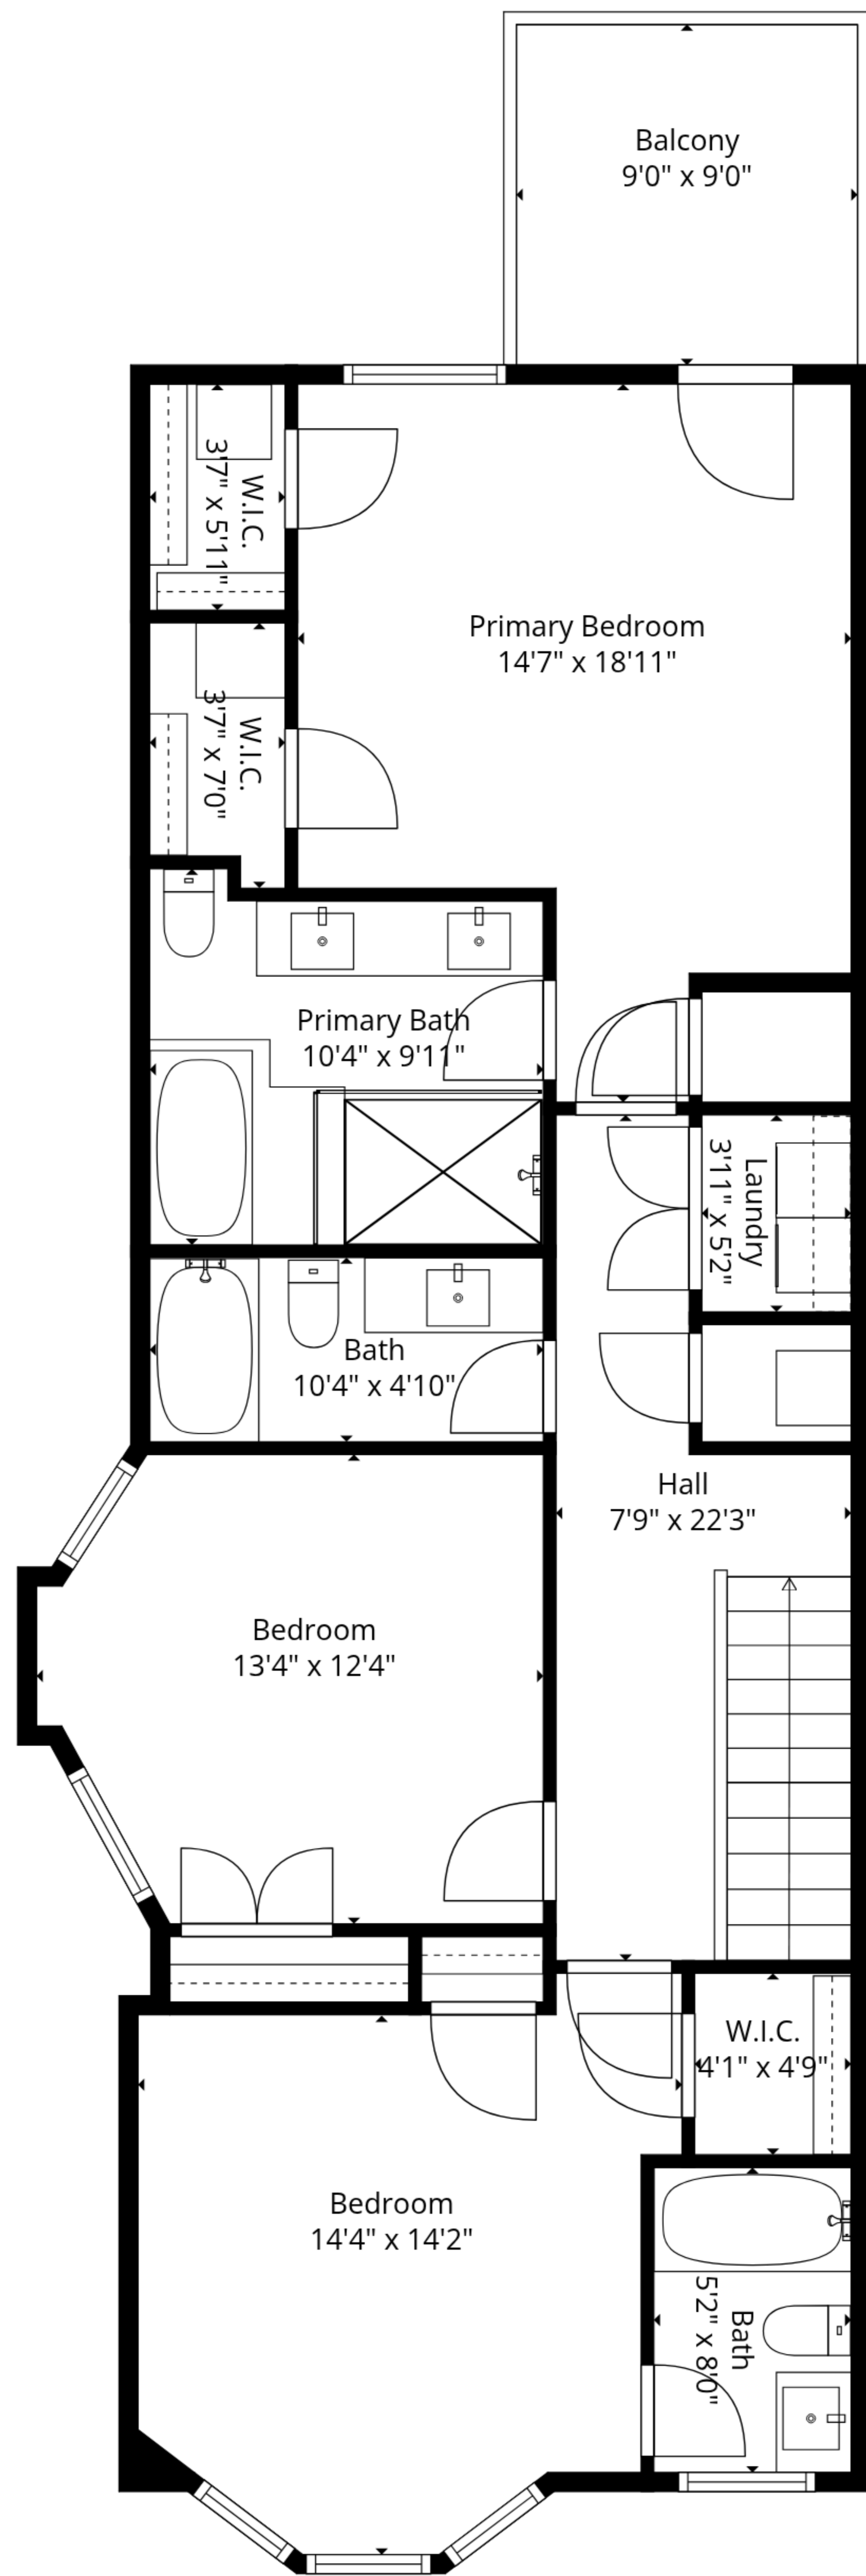 Balcony
9'0" x 9'0"
W.I.C.
3'7" x 5'11"
Primary Bedroom
14'7" x 18'11"
W.I.C.
3'7" x 7'0"
Primary Bath
10'4" x 9'11"
Laundry
3'11" x 5'2"
Bath
10'4" x 4'10"
Hall
7'9" x 22'3"
Bedroom
13'4" x 12'4"
W.I.C.
4'1" x 4'9"
Bedroom
14'4" x 14'2"
Bath
5'2" x 8'0"